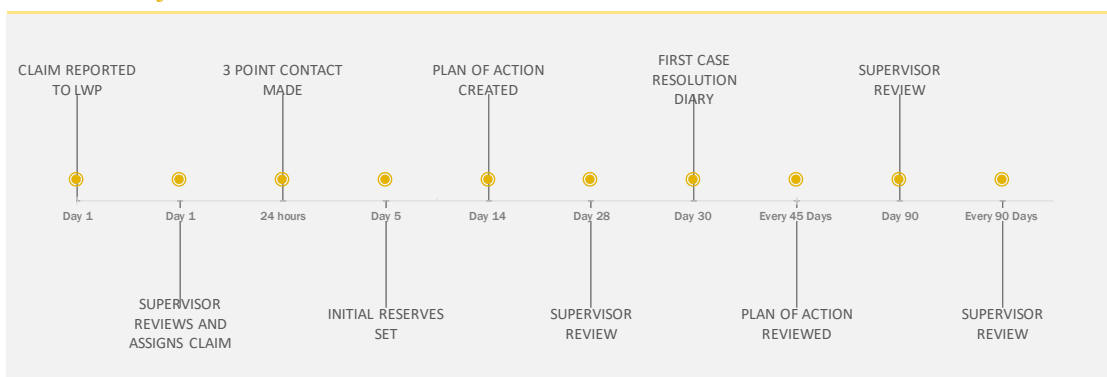 CLAIM REPORTED
TO LWP
3 POINT CONTACT
MADE
PLAN OF ACTION
CREATED
FIRST CASE
RESOLUTION
DIARY
SUPERVISOR
REVIEW
Day 1
Day 1
24 hours
Day 5
Day 14
Day 28
Day 30
Every 45 Days
Day 90
Every 90 Days
SUPERVISOR
REVIEWS AND
ASSIGNS CLAIM
INITIAL RESERVES
SET
SUPERVISOR
REVIEW
PLAN OF ACTION
REVIEWED
SUPERVISOR
REVIEW